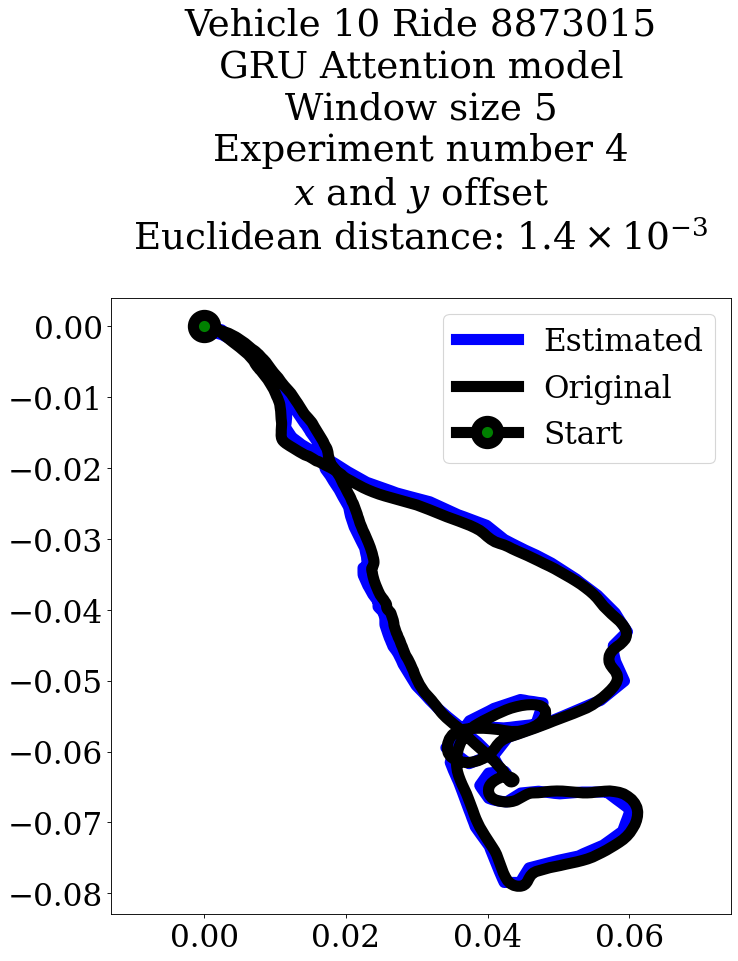 Vehicle 10 Ride 8873015
GRU Attention model
Window size 5
Experiment number 4
x and y offset
Euclidean distance: 1.4 × 10⁻³
Estimated
Original
Start
0.00
−0.01
−0.02
−0.03
−0.04
−0.05
−0.06
−0.07
−0.08
0.00 0.02 0.04 0.06